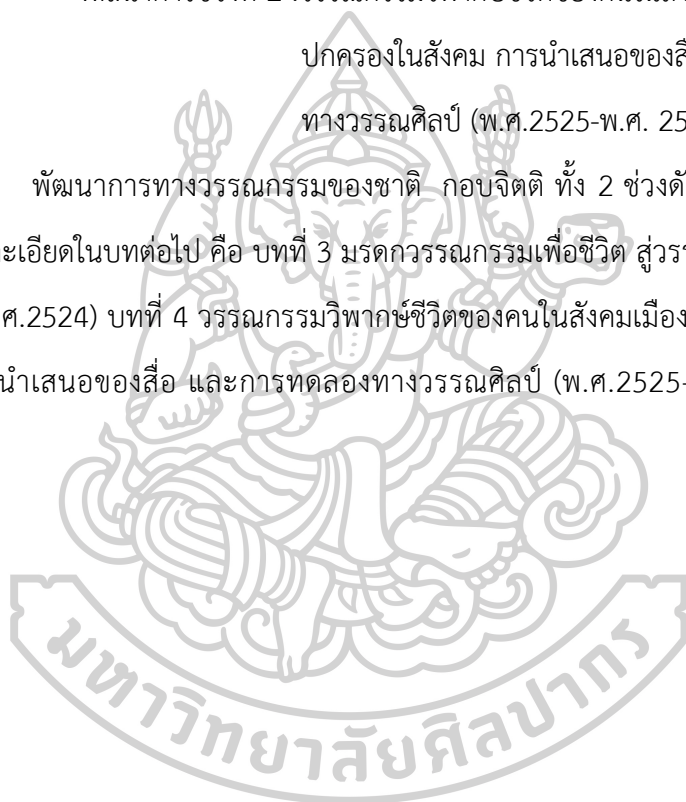 ปกครองในสังคม การนำเสนอของสื
ทางวรรณศิลป์ (พ.ศ.2525-พ.ศ. 25
พัฒนาการทางวรรณกรรมของชาติ กอบจิตติ ทั้ง 2 ช่วงดั
ะเอียดในบทต่อไป คือ บทที่ 3 มรดกวรรณกรรมเพื่อชีวิต สู่วรร
ศ.2524) บทที่ 4 วรรณกรรมวิพากษ์ชีวิตของคนในสังคมเมือง
นำเสนอของสื่อ และการทดลองทางวรรณศิลป์ (พ.ศ.2525-
มหาวิทยาลัยศิลปากร